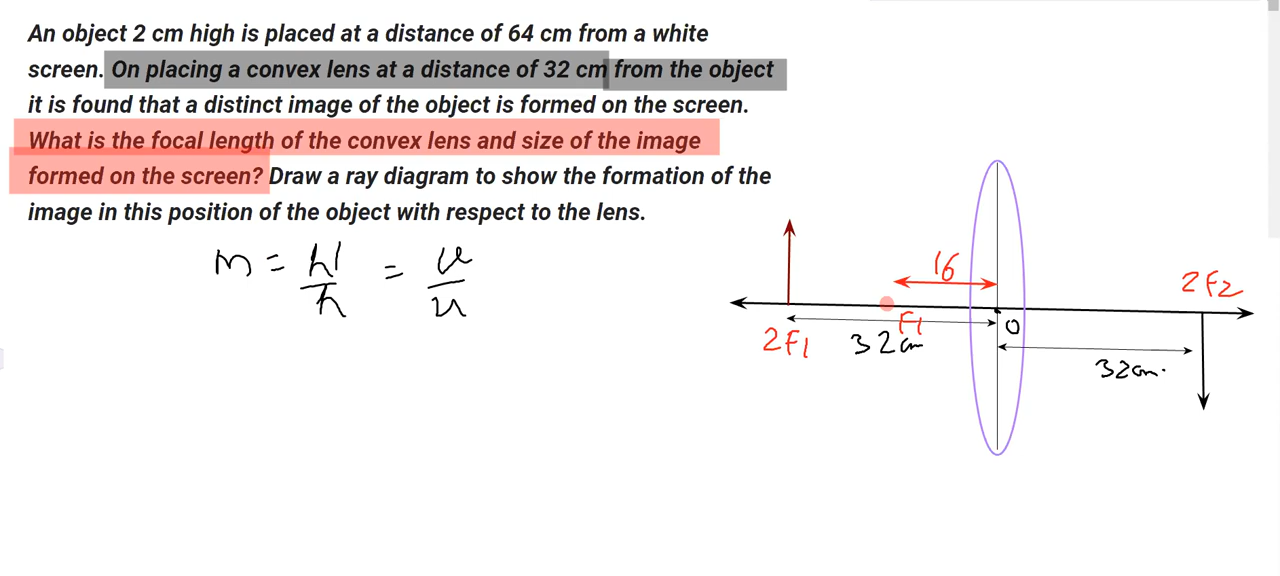 An object 2 cm high is placed at a distance of 64 cm from a white
screen. On placing a convex lens at a distance of 32 cm from the object
it is found that a distinct image of the object is formed on the screen.
What is the focal length of the convex lens and size of the image
formed on the screen? Draw a ray diagram to show the formation of the
image in this position of the object with respect to the lens.
m = h'/h = v/u
16
2F2
F1
O
2F1
32cm
32cm.